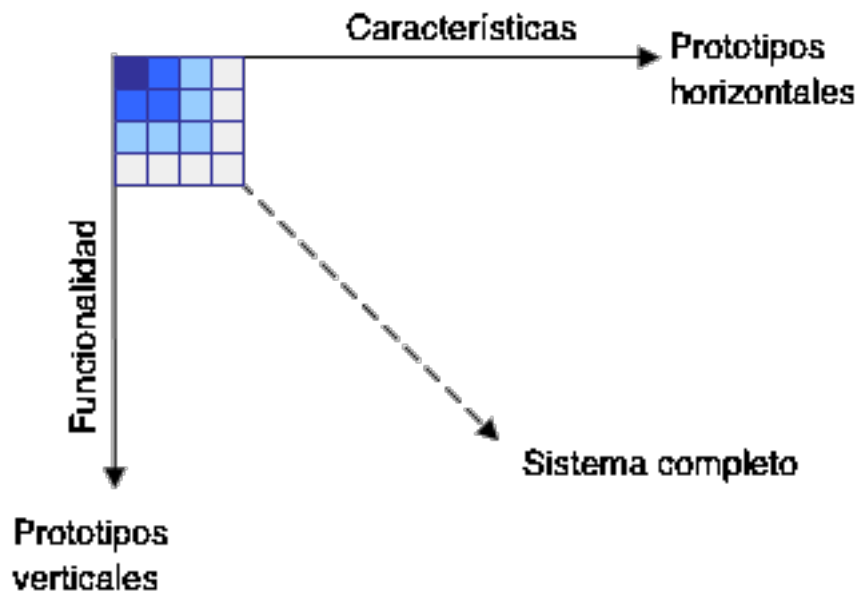 Características
Prototipos
horizontales
Funcionalidad
Sistema completo
Prototipos
verticales